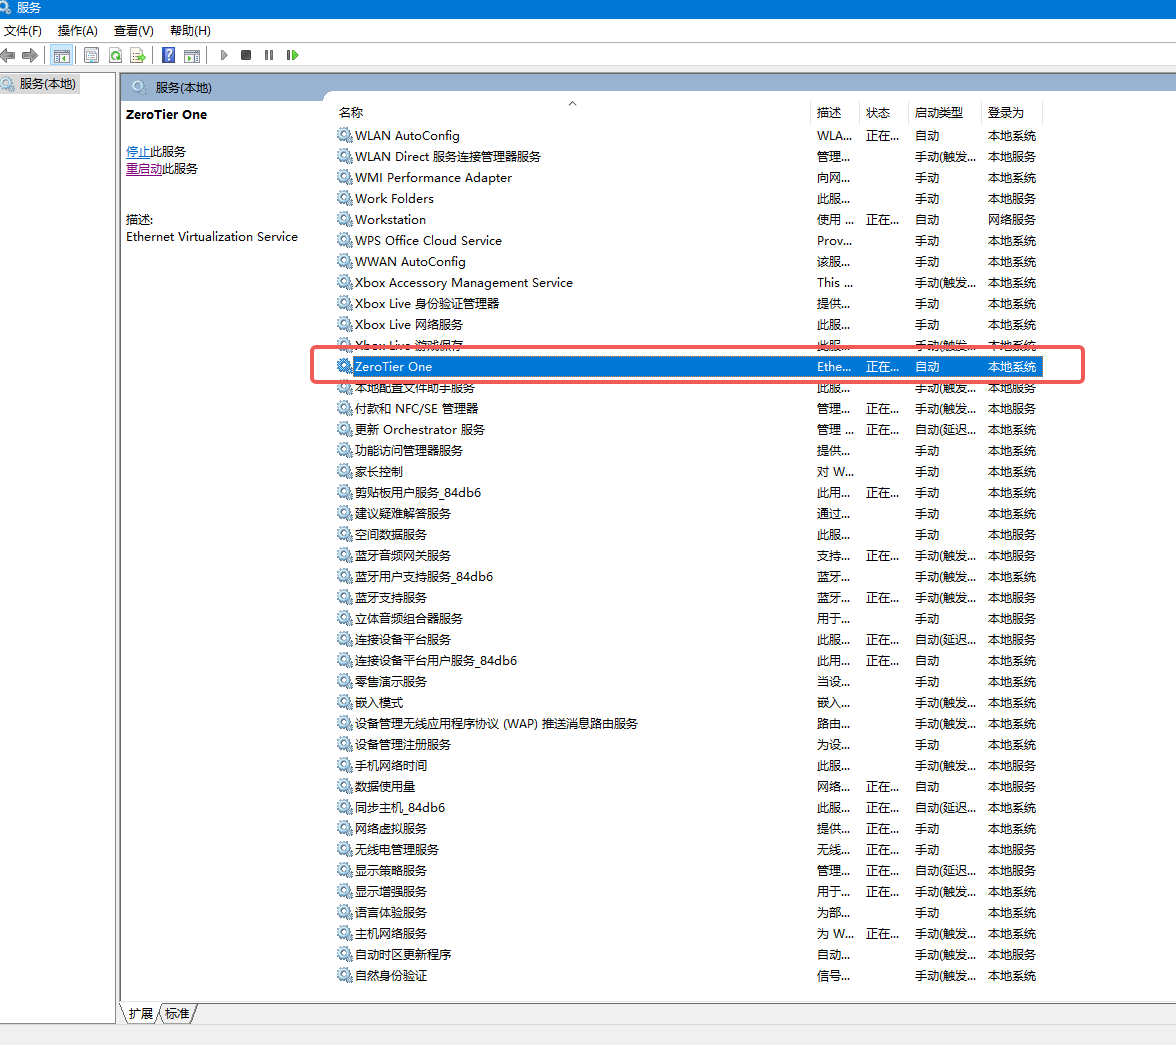 服务
文件(F) 操作(A) 查看(V) 帮助(H)
服务(本地)
服务(本地)
ZeroTier One
停止此服务
重启动此服务
描述:
Ethernet Virtualization Service
名称 描述 状态 启动类型 登录为
WLAN AutoConfig WLA... 正在... 自动 本地系统
WLAN Direct 服务连接管理器服务 管理... 手动(触发... 本地服务
WMI Performance Adapter 向网... 手动 本地系统
Work Folders 此服... 手动 本地服务
Workstation 使用 ... 正在... 自动 网络服务
WPS Office Cloud Service Prov... 手动 本地系统
WWAN AutoConfig 该服... 手动 本地系统
Xbox Accessory Management Service This ... 手动(触发... 本地系统
Xbox Live 身份验证管理器 提供... 手动 本地系统
Xbox Live 网络服务 此服... 手动 本地系统
Xbox Live 游戏保存 此服... 手动(触发... 本地系统
ZeroTier One Ethe... 正在... 自动 本地系统
本地配置文件助手服务 此服... 手动(触发... 本地服务
付款和 NFC/SE 管理器 管理... 正在... 手动(触发... 本地服务
更新 Orchestrator 服务 管理 ... 正在... 自动(延迟... 本地系统
功能访问管理器服务 提供... 手动 本地系统
家长控制 对 W... 手动 本地系统
剪贴板用户服务_84db6 此用... 正在... 手动 本地系统
建议疑难解答服务 通过... 手动 本地系统
空间数据服务 此服... 手动 本地服务
蓝牙音频网关服务 支持... 正在... 手动(触发... 本地服务
蓝牙用户支持服务_84db6 蓝牙... 手动(触发... 本地系统
蓝牙支持服务 蓝牙... 正在... 手动(触发... 本地服务
立体音频组合器服务 用于... 手动 本地服务
连接设备平台服务 此服... 正在... 自动(延迟... 本地服务
连接设备平台用户服务_84db6 此用... 正在... 自动 本地系统
零售演示服务 当设... 手动 本地系统
嵌入模式 嵌入... 手动(触发... 本地系统
设备管理无线应用程序协议 (WAP) 推送消息路由服务 路由... 手动(触发... 本地系统
设备管理注册服务 为设... 手动 本地系统
手机网络时间 此服... 手动(触发... 本地服务
数据使用量 网络... 正在... 自动 本地服务
同步主机_84db6 此服... 正在... 自动(延迟... 本地系统
网络虚拟服务 提供... 正在... 手动 本地系统
无线电管理服务 无线... 正在... 手动 本地服务
显示策略服务 管理... 正在... 自动(延迟... 本地服务
显示增强服务 用于... 正在... 手动(触发... 本地系统
语言体验服务 为部... 手动 本地系统
主机网络服务 为 W... 正在... 手动(触发... 本地系统
自动时区更新程序 自动... 手动(触发... 本地服务
自然身份验证 信号... 手动(触发... 本地系统
扩展 标准